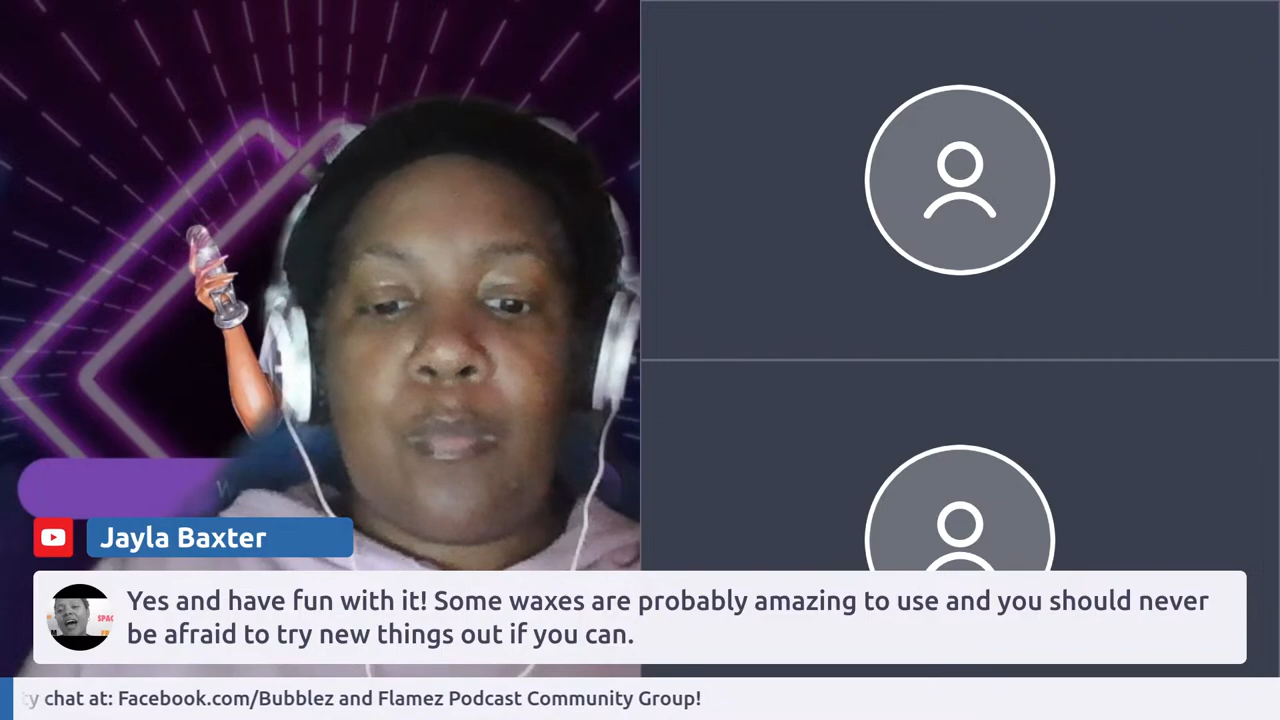 Jayla Baxter
Yes and have fun with it! Some waxes are probably amazing to use and you should never
be afraid to try new things out if you can.
chat at: Facebook.com/Bubblez and Flamez Podcast Community Group!